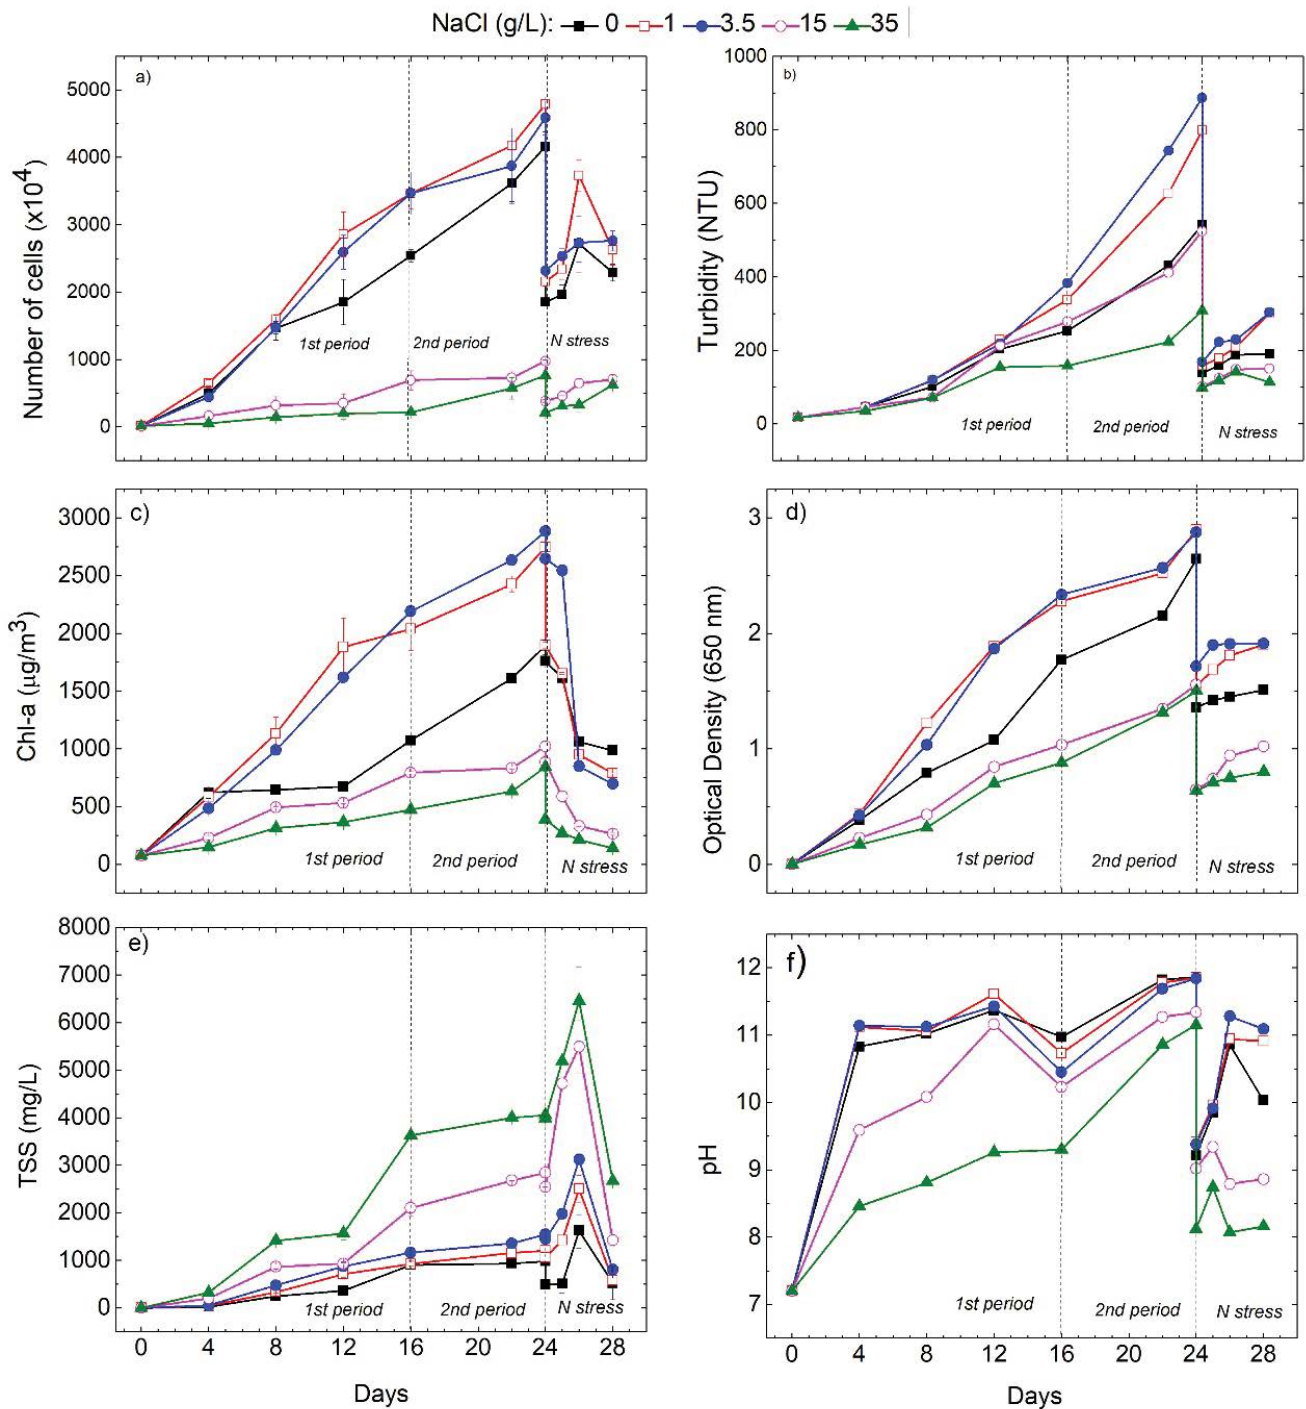 NaCl (g/L): 0 1 3.5 15 35
a)
5000
4000
3000
2000
1000
0
Number of cells (x10⁴)
1st period
2nd period
N stress
b)
1000
800
600
400
200
0
Turbidity (NTU)
1st period
2nd period
N stress
c)
3000
2500
2000
1500
1000
500
0
Chl-a (µg/m³)
1st period
2nd period
N stress
d)
3
2
1
0
Optical Density (650 nm)
1st period
2nd period
N stress
e)
8000
7000
6000
5000
4000
3000
2000
1000
0
TSS (mg/L)
1st period
2nd period
N stress
0 4 8 12 16 20 24 28
Days
f)
12
11
10
9
8
7
pH
1st period
2nd period
N stress
0 4 8 12 16 20 24 28
Days